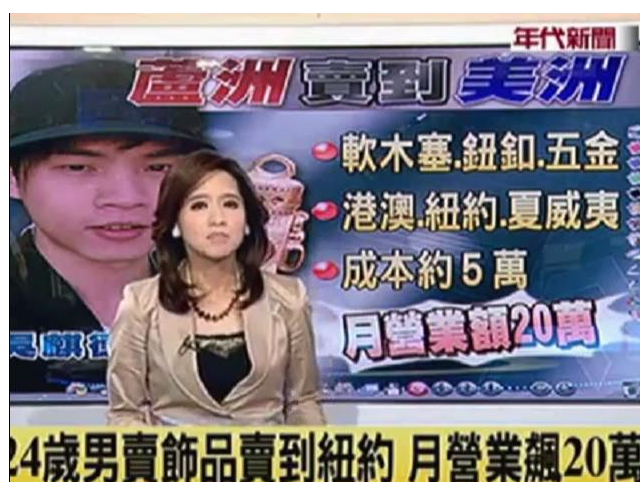 年代新聞
蘆洲賣到美洲
軟木塞.鈕釦.五金
港澳.紐約.夏威夷
成本約5萬
月營業額20萬
24歲男賣飾品賣到紐約 月營業飆20萬